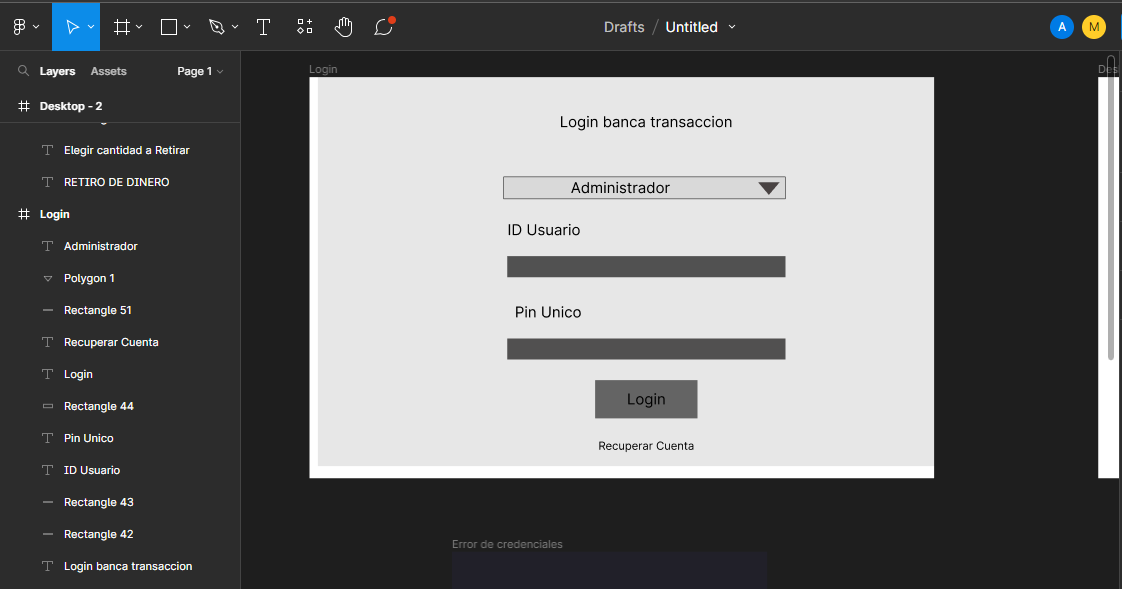 T
Drafts / Untitled
A
M
Layers
Assets
Page 1
Desktop - 2
Elegir cantidad a Retirar
RETIRO DE DINERO
Login
Administrador
Polygon 1
Rectangle 51
Recuperar Cuenta
Login
Rectangle 44
Pin Unico
ID Usuario
Rectangle 43
Rectangle 42
Login banca transaccion
Login
Login banca transaccion
Administrador
ID Usuario
Pin Unico
Login
Recuperar Cuenta
Error de credenciales
Des